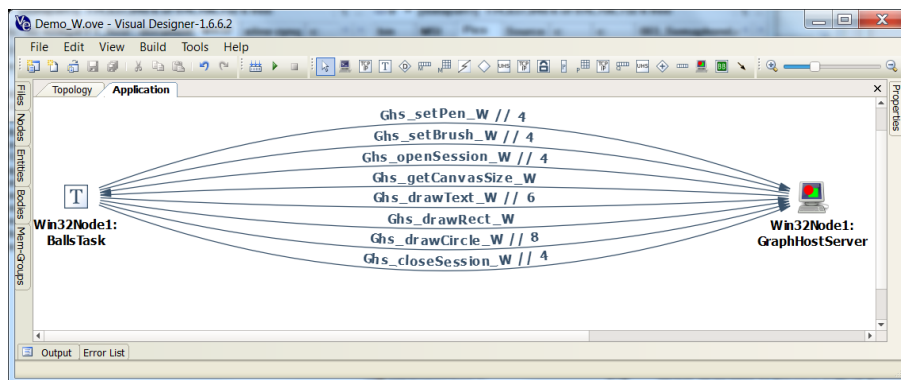 Demo_W.ove - Visual Designer-1.6.6.2
File Edit View Build Tools Help
Topology Application
Files
Nodes
Entities
Bodies
Mem-Groups
Properties
Ghs_setPen_W // 4
Ghs_setBrush_W // 4
Ghs_openSession_W // 4
Ghs_getCanvasSize_W
Ghs_drawText_W // 6
Ghs_drawRect_W
Ghs_drawCircle_W // 8
Ghs_closeSession_W // 4
T
Win32Node1:
BallsTask
Win32Node1:
GraphHostServer
Output Error List